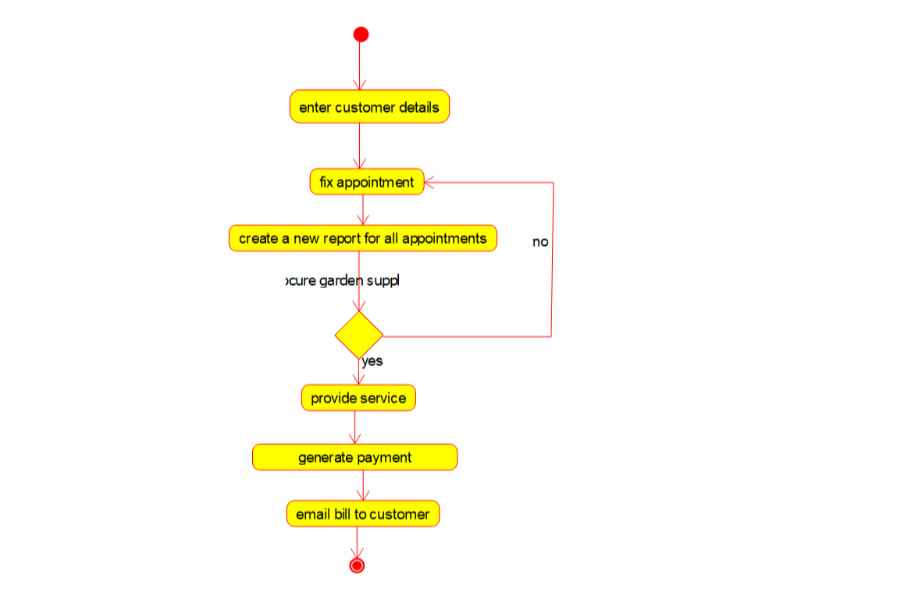 enter customer details
fix appointment
create a new report for all appointments
no
ocure garden suppl
yes
provide service
generate payment
email bill to customer